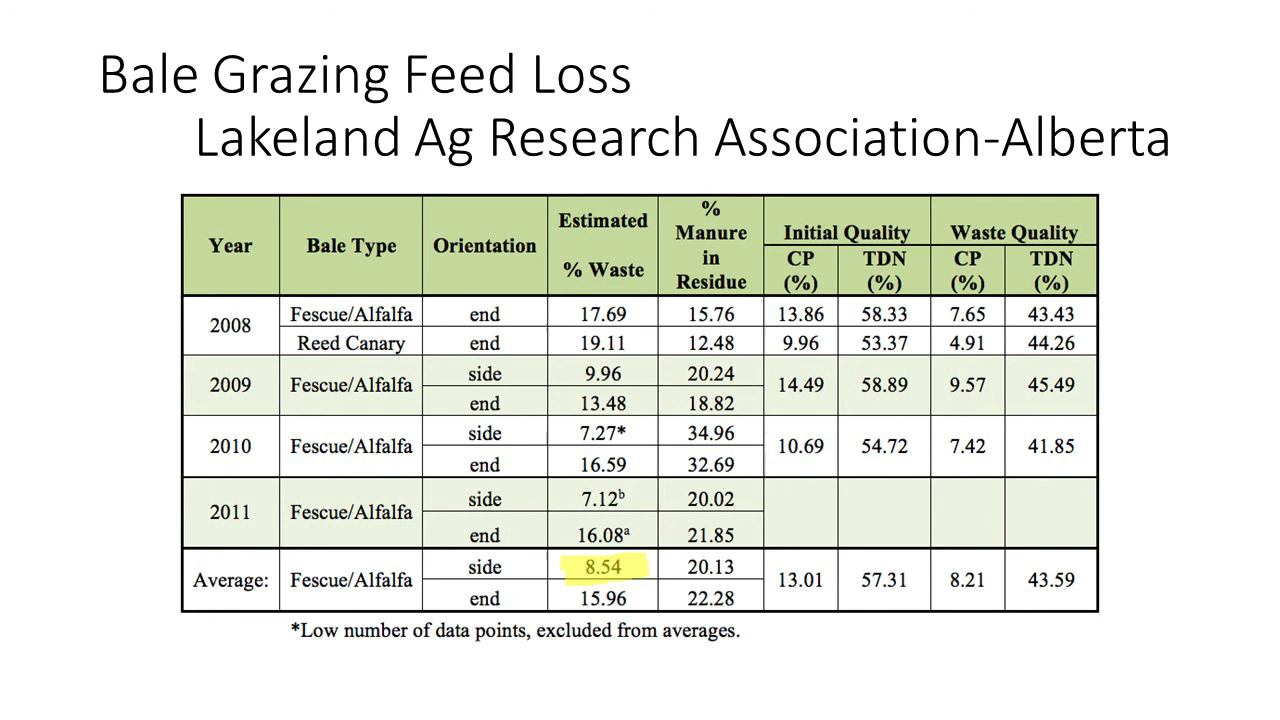 Bale Grazing Feed Loss
Lakeland Ag Research Association-Alberta
Year Bale Type Orientation Estimated % Waste % Manure in Residue Initial Quality Waste Quality
CP (%) TDN (%) CP (%) TDN (%)
2008 Fescue/Alfalfa end 17.69 15.76 13.86 58.33 7.65 43.43
Reed Canary end 19.11 12.48 9.96 53.37 4.91 44.26
2009 Fescue/Alfalfa side 9.96 20.24 14.49 58.89 9.57 45.49
end 13.48 18.82
2010 Fescue/Alfalfa side 7.27* 34.96 10.69 54.72 7.42 41.85
end 16.59 32.69
2011 Fescue/Alfalfa side 7.12ᵇ 20.02
end 16.08ᵃ 21.85
Average: Fescue/Alfalfa side 8.54 20.13 13.01 57.31 8.21 43.59
end 15.96 22.28
*Low number of data points, excluded from averages.